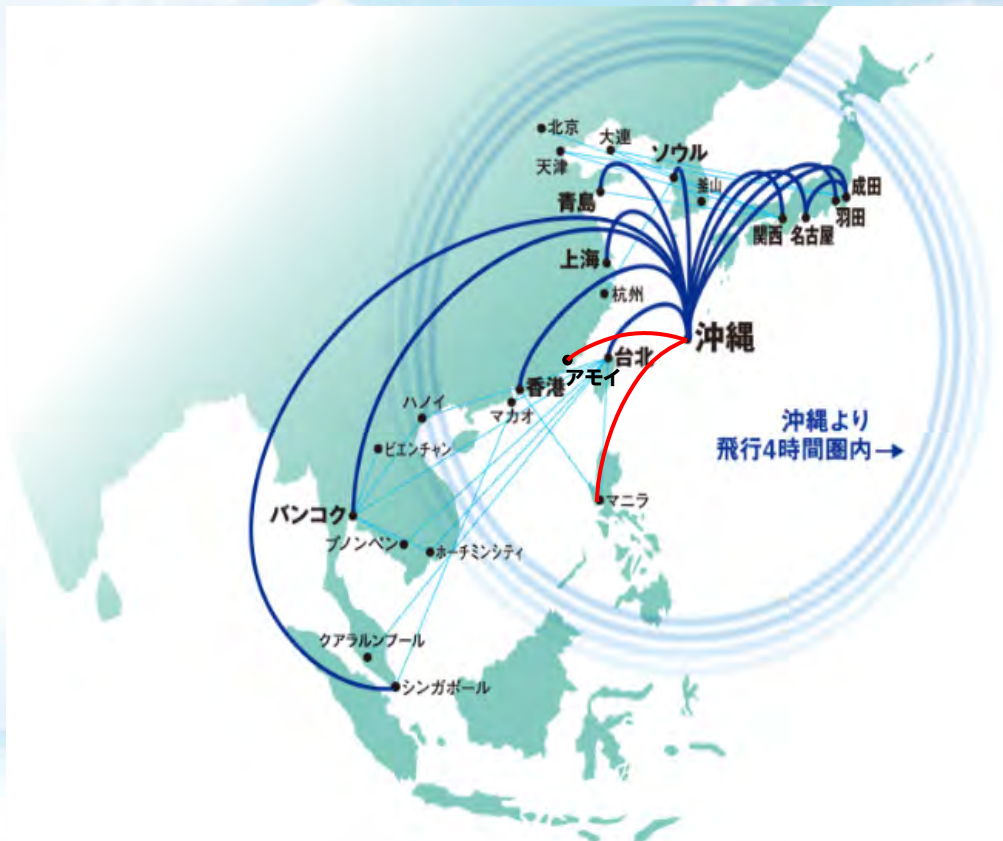 北京
大連
天津
ソウル
釜山
青島
成田
羽田
関西
名古屋
上海
杭州
沖縄
台北
アモイ
香港
マカオ
ハノイ
ビエンチャン
沖縄より
飛行4時間圏内→
マニラ
バンコク
プノンペン
ホーチミンシティ
クアラルンプール
シンガポール